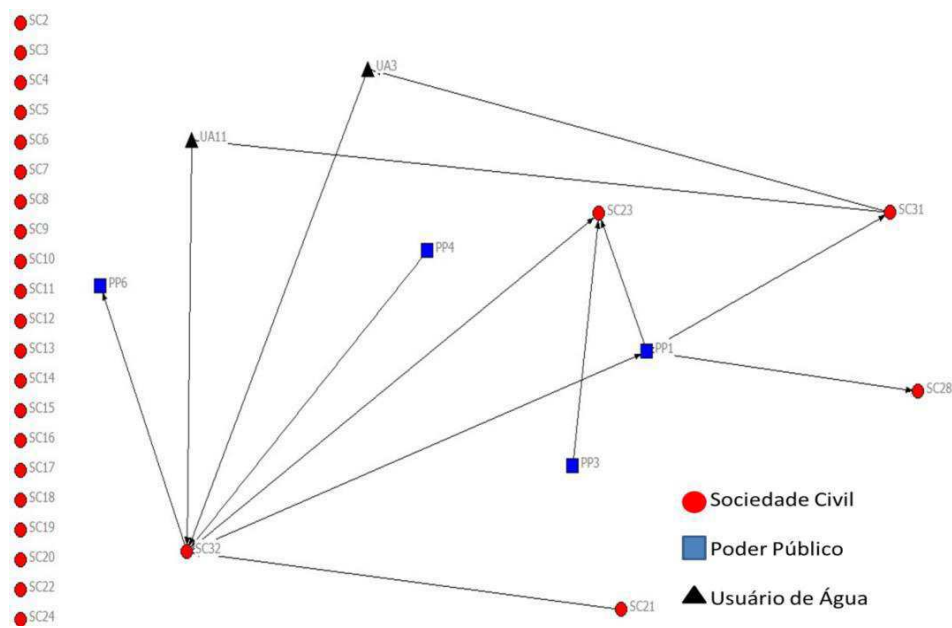 SC2
SC3
SC4
SC5
SC6
SC7
SC8
SC9
SC10
SC11
SC12
SC13
SC14
SC15
SC16
SC17
SC18
SC19
SC20
SC22
SC24
UA3
UA11
SC23
SC31
PP4
PP6
PP1
SC28
PP3
SC32
SC21
Sociedade Civil
Poder Público
Usuário de Água